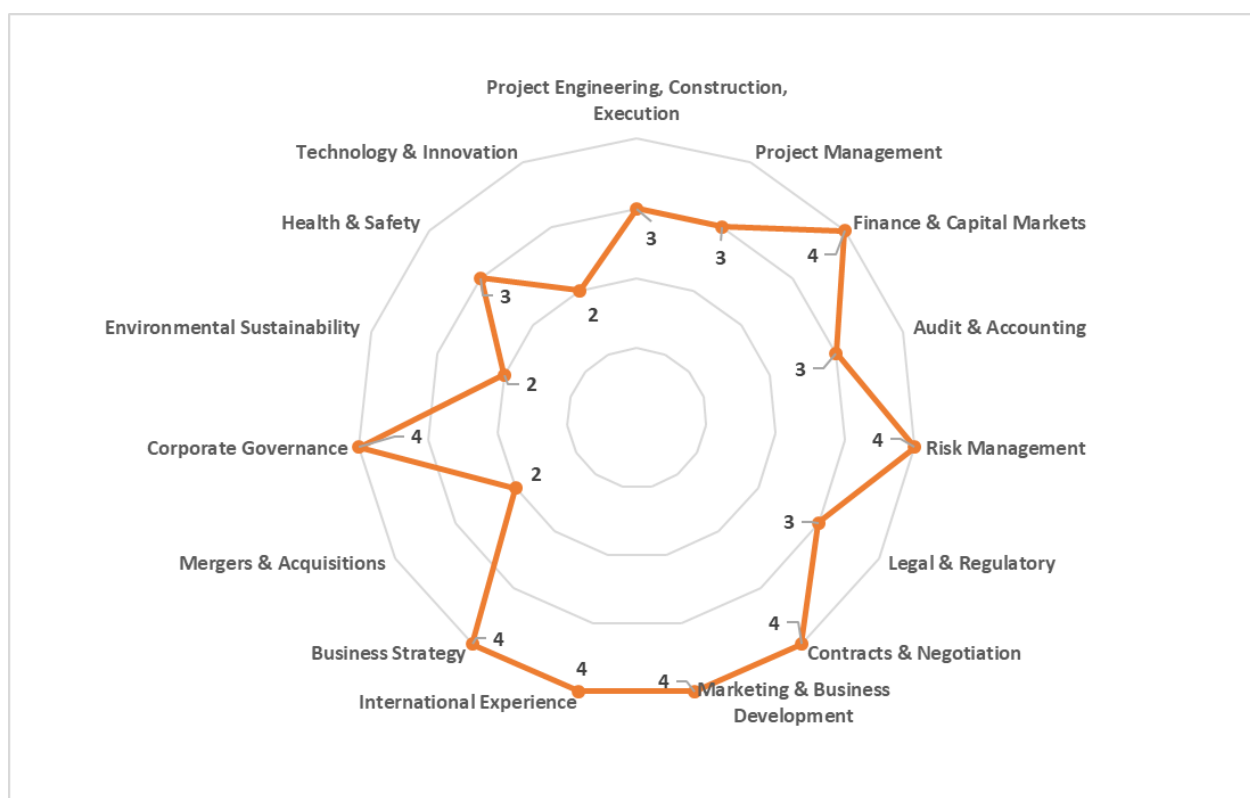 Project Engineering, Construction,
Execution
Technology & Innovation
Project Management
Health & Safety
Finance & Capital Markets
3
3
4
3
2
Environmental Sustainability
Audit & Accounting
3
2
Corporate Governance
4
4
Risk Management
2
3
Mergers & Acquisitions
Legal & Regulatory
4
4
Business Strategy
Contracts & Negotiation
4
4
International Experience
Marketing & Business
Development